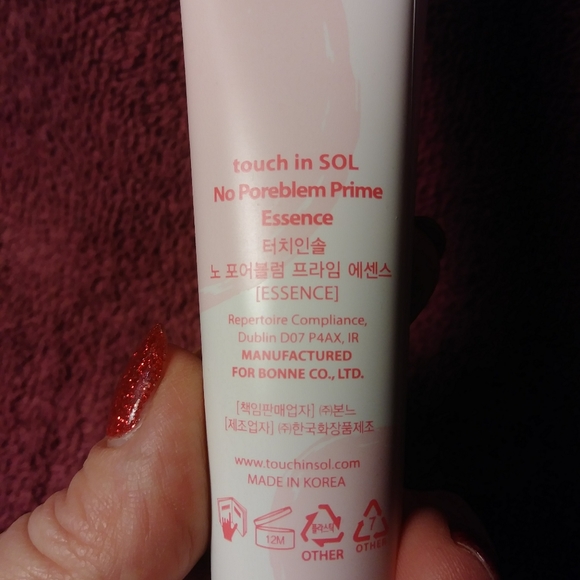 touch in SOL
No Poreblem Prime
Essence
터치인솔
노 포어블럼 프라임 에센스
[ESSENCE]
Repertoire Compliance,
Dublin D07 P4AX, IR
MANUFACTURED
FOR BONNE CO., LTD.
[책임판매업자] ㈜본느
[제조업자] ㈜한국화장품제조
www.touchinsol.com
MADE IN KOREA
12M
플라스틱
OTHER
7
OTHER